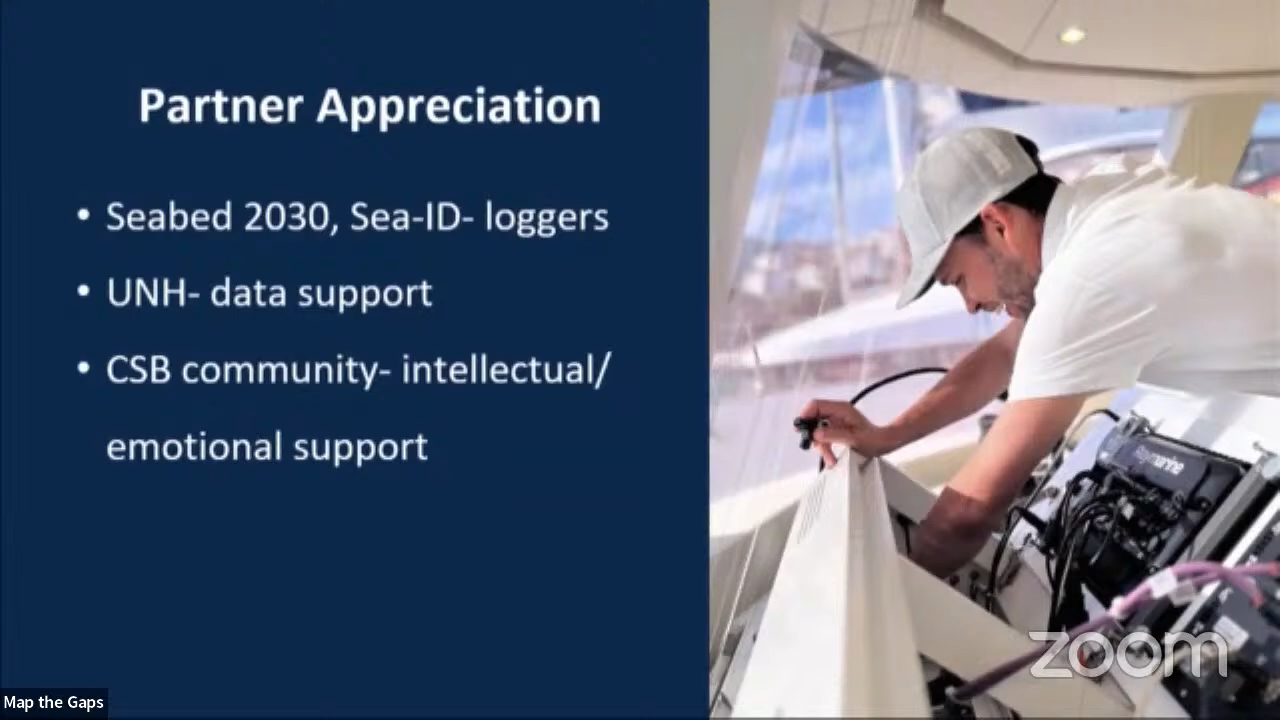 Partner Appreciation
• Seabed 2030, Sea-ID- loggers
• UNH- data support
• CSB community- intellectual/
emotional support
Raymarine
zoom
Map the Gaps